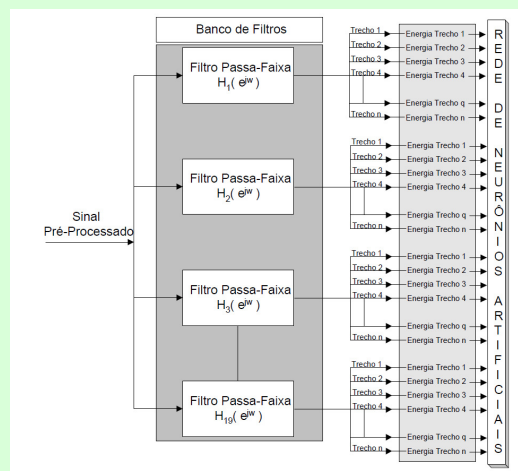 Banco de Filtros
Sinal
Pré-Processado
Filtro Passa-Faixa
H1( e^jw )
Trecho 1
Trecho 2
Trecho 3
Trecho 4
Trecho n
Energia Trecho 1
Energia Trecho 2
Energia Trecho 3
Energia Trecho 4
Energia Trecho q
Energia Trecho n
Filtro Passa-Faixa
H2( e^jw )
Trecho 1
Trecho 2
Trecho 3
Trecho 4
Trecho n
Energia Trecho 1
Energia Trecho 2
Energia Trecho 3
Energia Trecho 4
Energia Trecho q
Energia Trecho n
Filtro Passa-Faixa
H3( e^jw )
Trecho 1
Trecho 2
Trecho 3
Trecho 4
Trecho n
Energia Trecho 1
Energia Trecho 2
Energia Trecho 3
Energia Trecho 4
Energia Trecho q
Energia Trecho n
Filtro Passa-Faixa
H19( e^jw )
Trecho 1
Trecho 2
Trecho 3
Trecho 4
Trecho n
Energia Trecho 1
Energia Trecho 2
Energia Trecho 3
Energia Trecho 4
Energia Trecho q
Energia Trecho n
REDE DE NEURÔNIOS ARTIFICIAIS